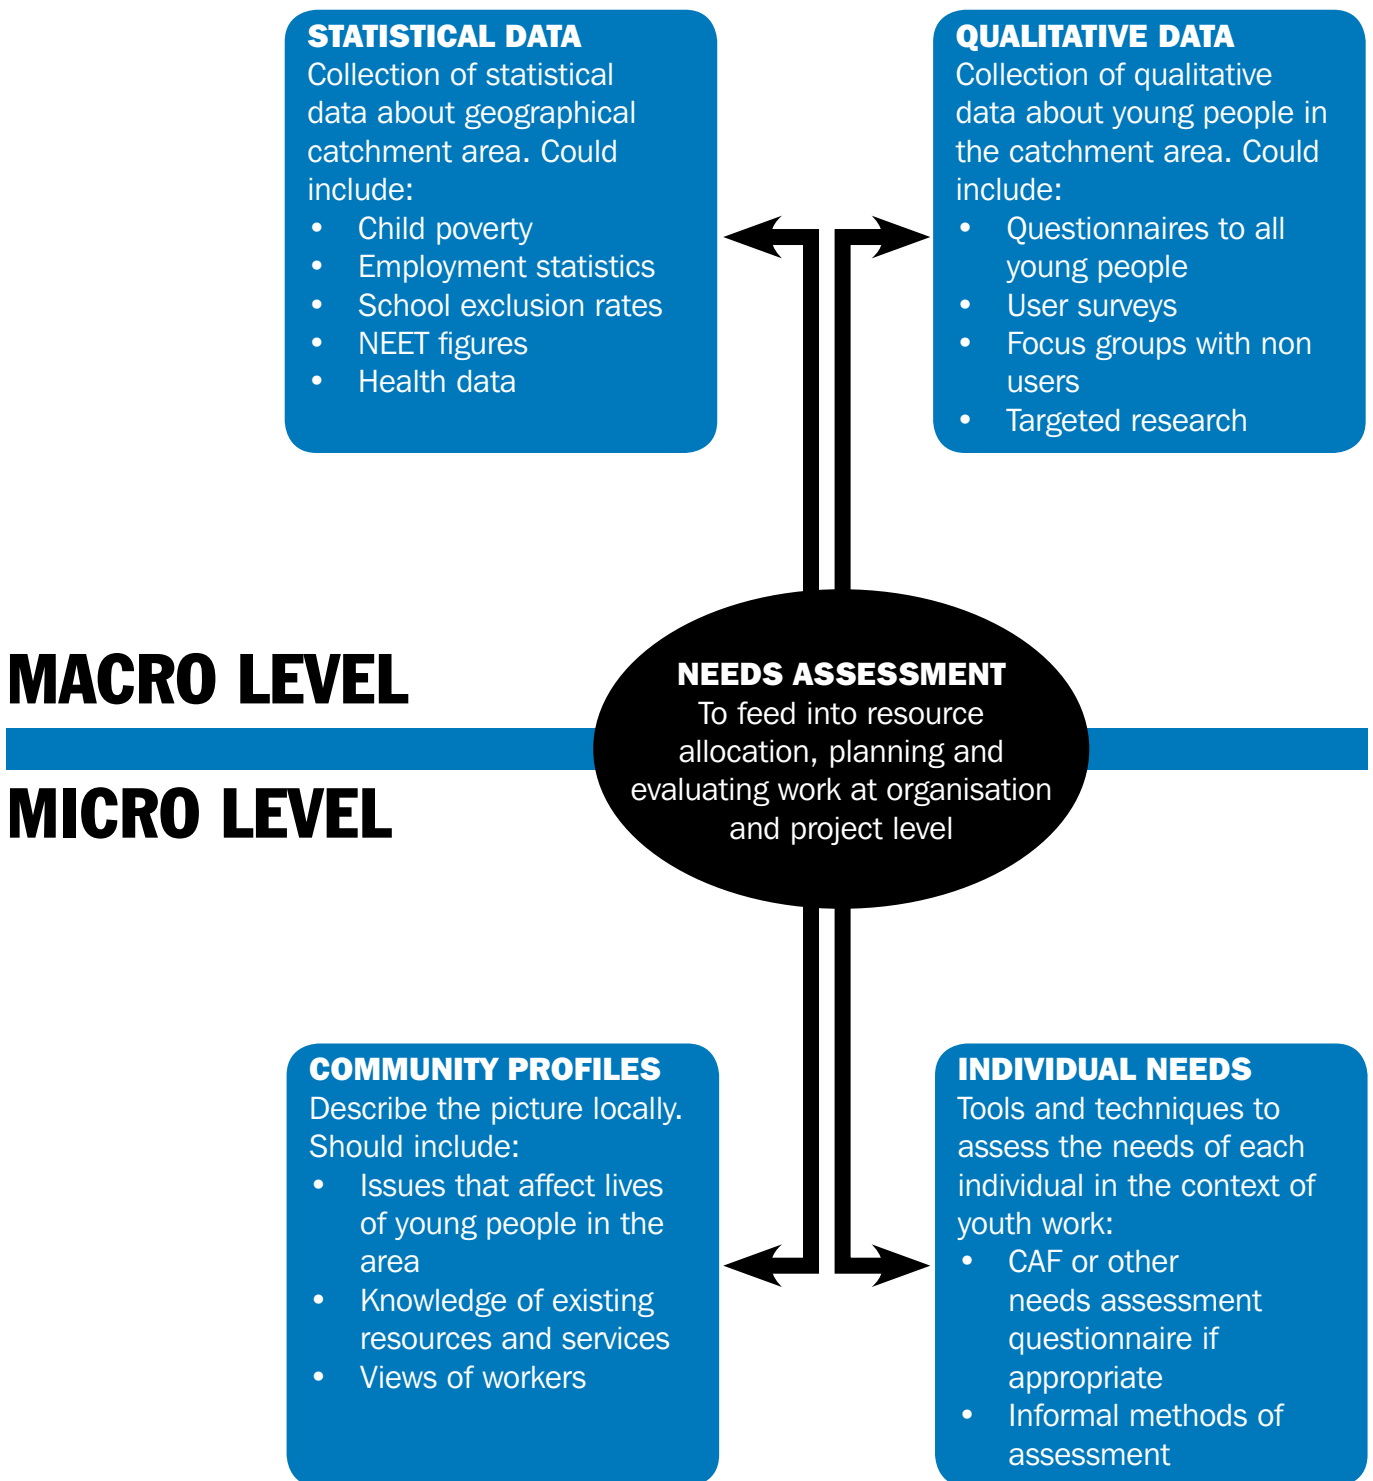 STATISTICAL DATA
Collection of statistical
data about geographical
catchment area. Could
include:
• Child poverty
• Employment statistics
• School exclusion rates
• NEET figures
• Health data
QUALITATIVE DATA
Collection of qualitative
data about young people in
the catchment area. Could
include:
• Questionnaires to all
young people
• User surveys
• Focus groups with non
users
• Targeted research
MACRO LEVEL
NEEDS ASSESSMENT
To feed into resource
allocation, planning and
evaluating work at organisation
and project level
MICRO LEVEL
COMMUNITY PROFILES
Describe the picture locally.
Should include:
• Issues that affect lives
of young people in the
area
• Knowledge of existing
resources and services
• Views of workers
INDIVIDUAL NEEDS
Tools and techniques to
assess the needs of each
individual in the context of
youth work:
• CAF or other
needs assessment
questionnaire if
appropriate
• Informal methods of
assessment